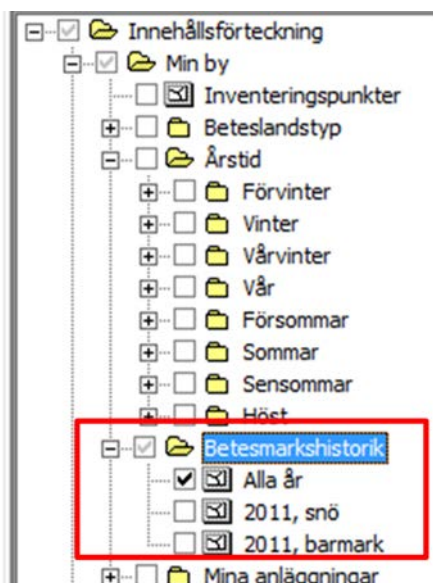 Innehållsförteckning
Min by
Inventeringspunkter
Beteslandstyp
Årstid
Förvinter
Vinter
Vårvinter
Vår
Försommar
Sommar
Sensommar
Höst
Betesmarkshistorik
Alla år
2011, snö
2011, barmark
Mina anläggningar